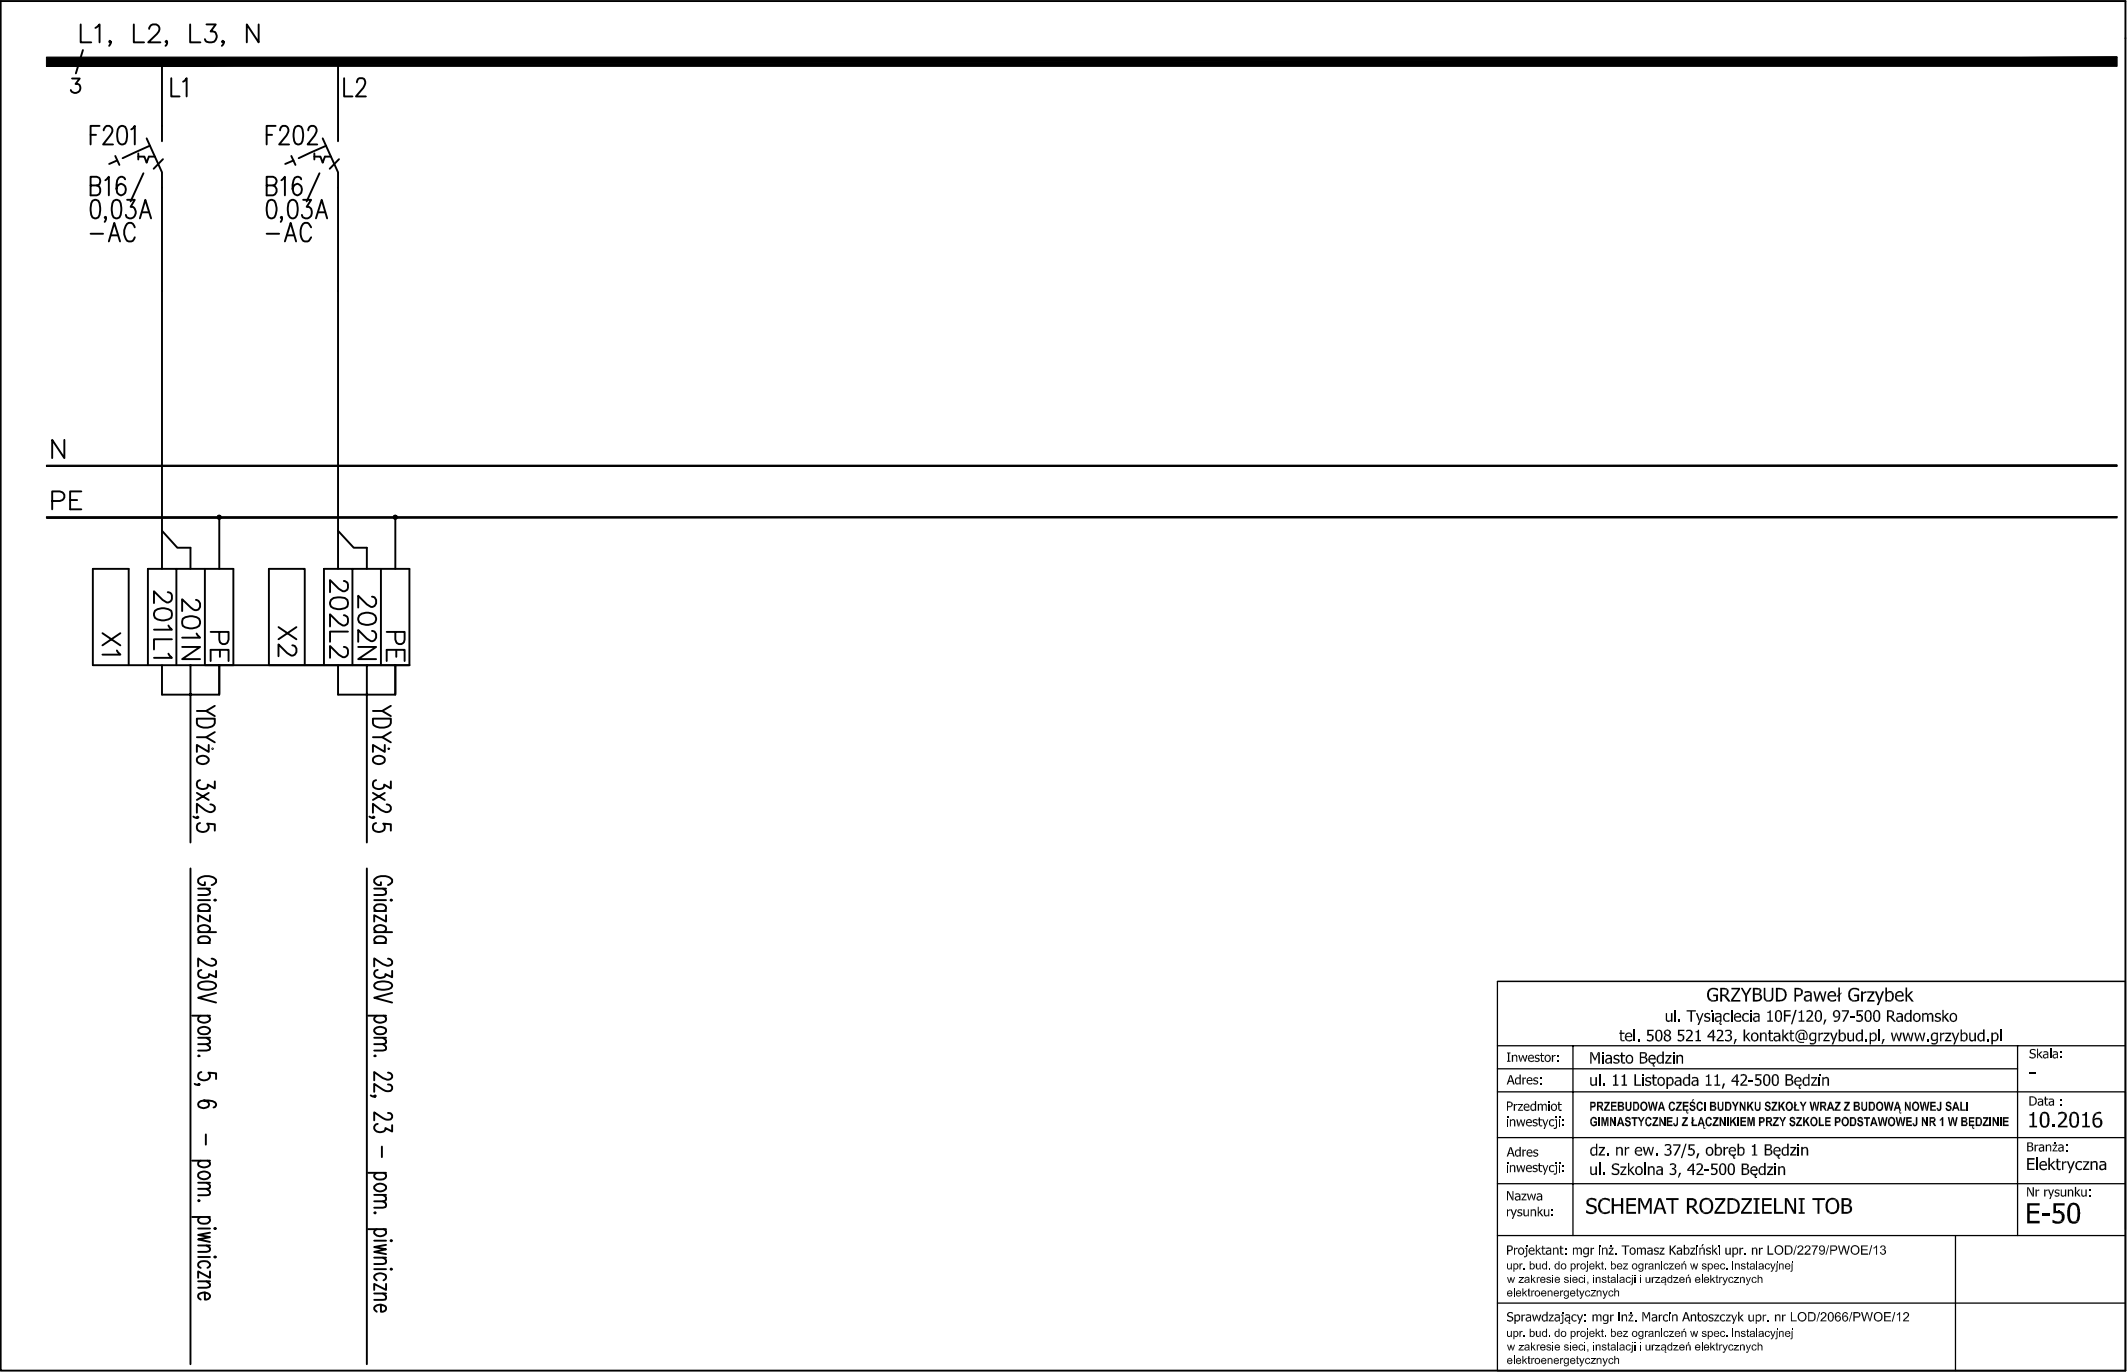 L1, L2, L3, N
3
L1
L2
F201
B16/
0,03A
-AC
F202
B16/
0,03A
-AC
N
PE
X1
201L1
201N
PE
X2
202L2
202N
PE
YDYżo 3x2,5
YDYżo 3x2,5
Gniazda 230V pom. 5, 6 - pom. piwniczne
Gniazda 230V pom. 22, 23 - pom. piwniczne
GRZYBUD Paweł Grzybek
ul. Tysiąclecia 10F/120, 97-500 Radomsko
tel. 508 521 423, kontakt@grzybud.pl, www.grzybud.pl
Inwestor: Miasto Będzin
Skala:
-
Adres: ul. 11 Listopada 11, 42-500 Będzin
Przedmiot inwestycji:
PRZEBUDOWA CZĘŚCI BUDYNKU SZKOŁY WRAZ Z BUDOWĄ NOWEJ SALI
GIMNASTYCZNEJ Z ŁĄCZNIKIEM PRZY SZKOLE PODSTAWOWEJ NR 1 W BĘDZINIE
Data :
10.2016
Adres inwestycji:
dz. nr ew. 37/5, obręb 1 Będzin
ul. Szkolna 3, 42-500 Będzin
Branża:
Elektryczna
Nazwa rysunku:
SCHEMAT ROZDZIELNI TOB
Nr rysunku:
E-50
Projektant: mgr inż. Tomasz Kabziński upr. nr LOD/2279/PWOE/13
upr. bud. do projekt. bez ograniczeń w spec. instalacyjnej
w zakresie sieci, instalacji i urządzeń elektrycznych
elektroenergetycznych
Sprawdzający: mgr inż. Marcin Antoszczyk upr. nr LOD/2066/PWOE/12
upr. bud. do projekt. bez ograniczeń w spec. instalacyjnej
w zakresie sieci, instalacji i urządzeń elektrycznych
elektroenergetycznych